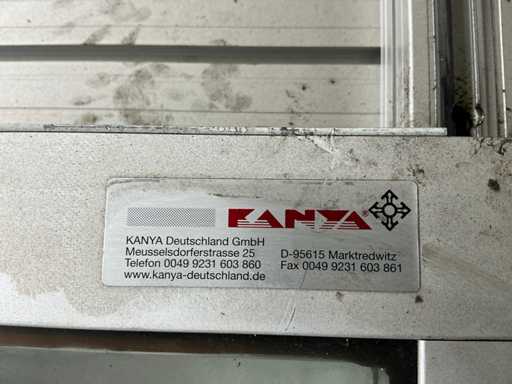 KANYA®
KANYA Deutschland GmbH
Meusselsdorferstrasse 25 D-95615 Marktredwitz
Telefon 0049 9231 603 860 Fax 0049 9231 603 861
www.kanya-deutschland.de